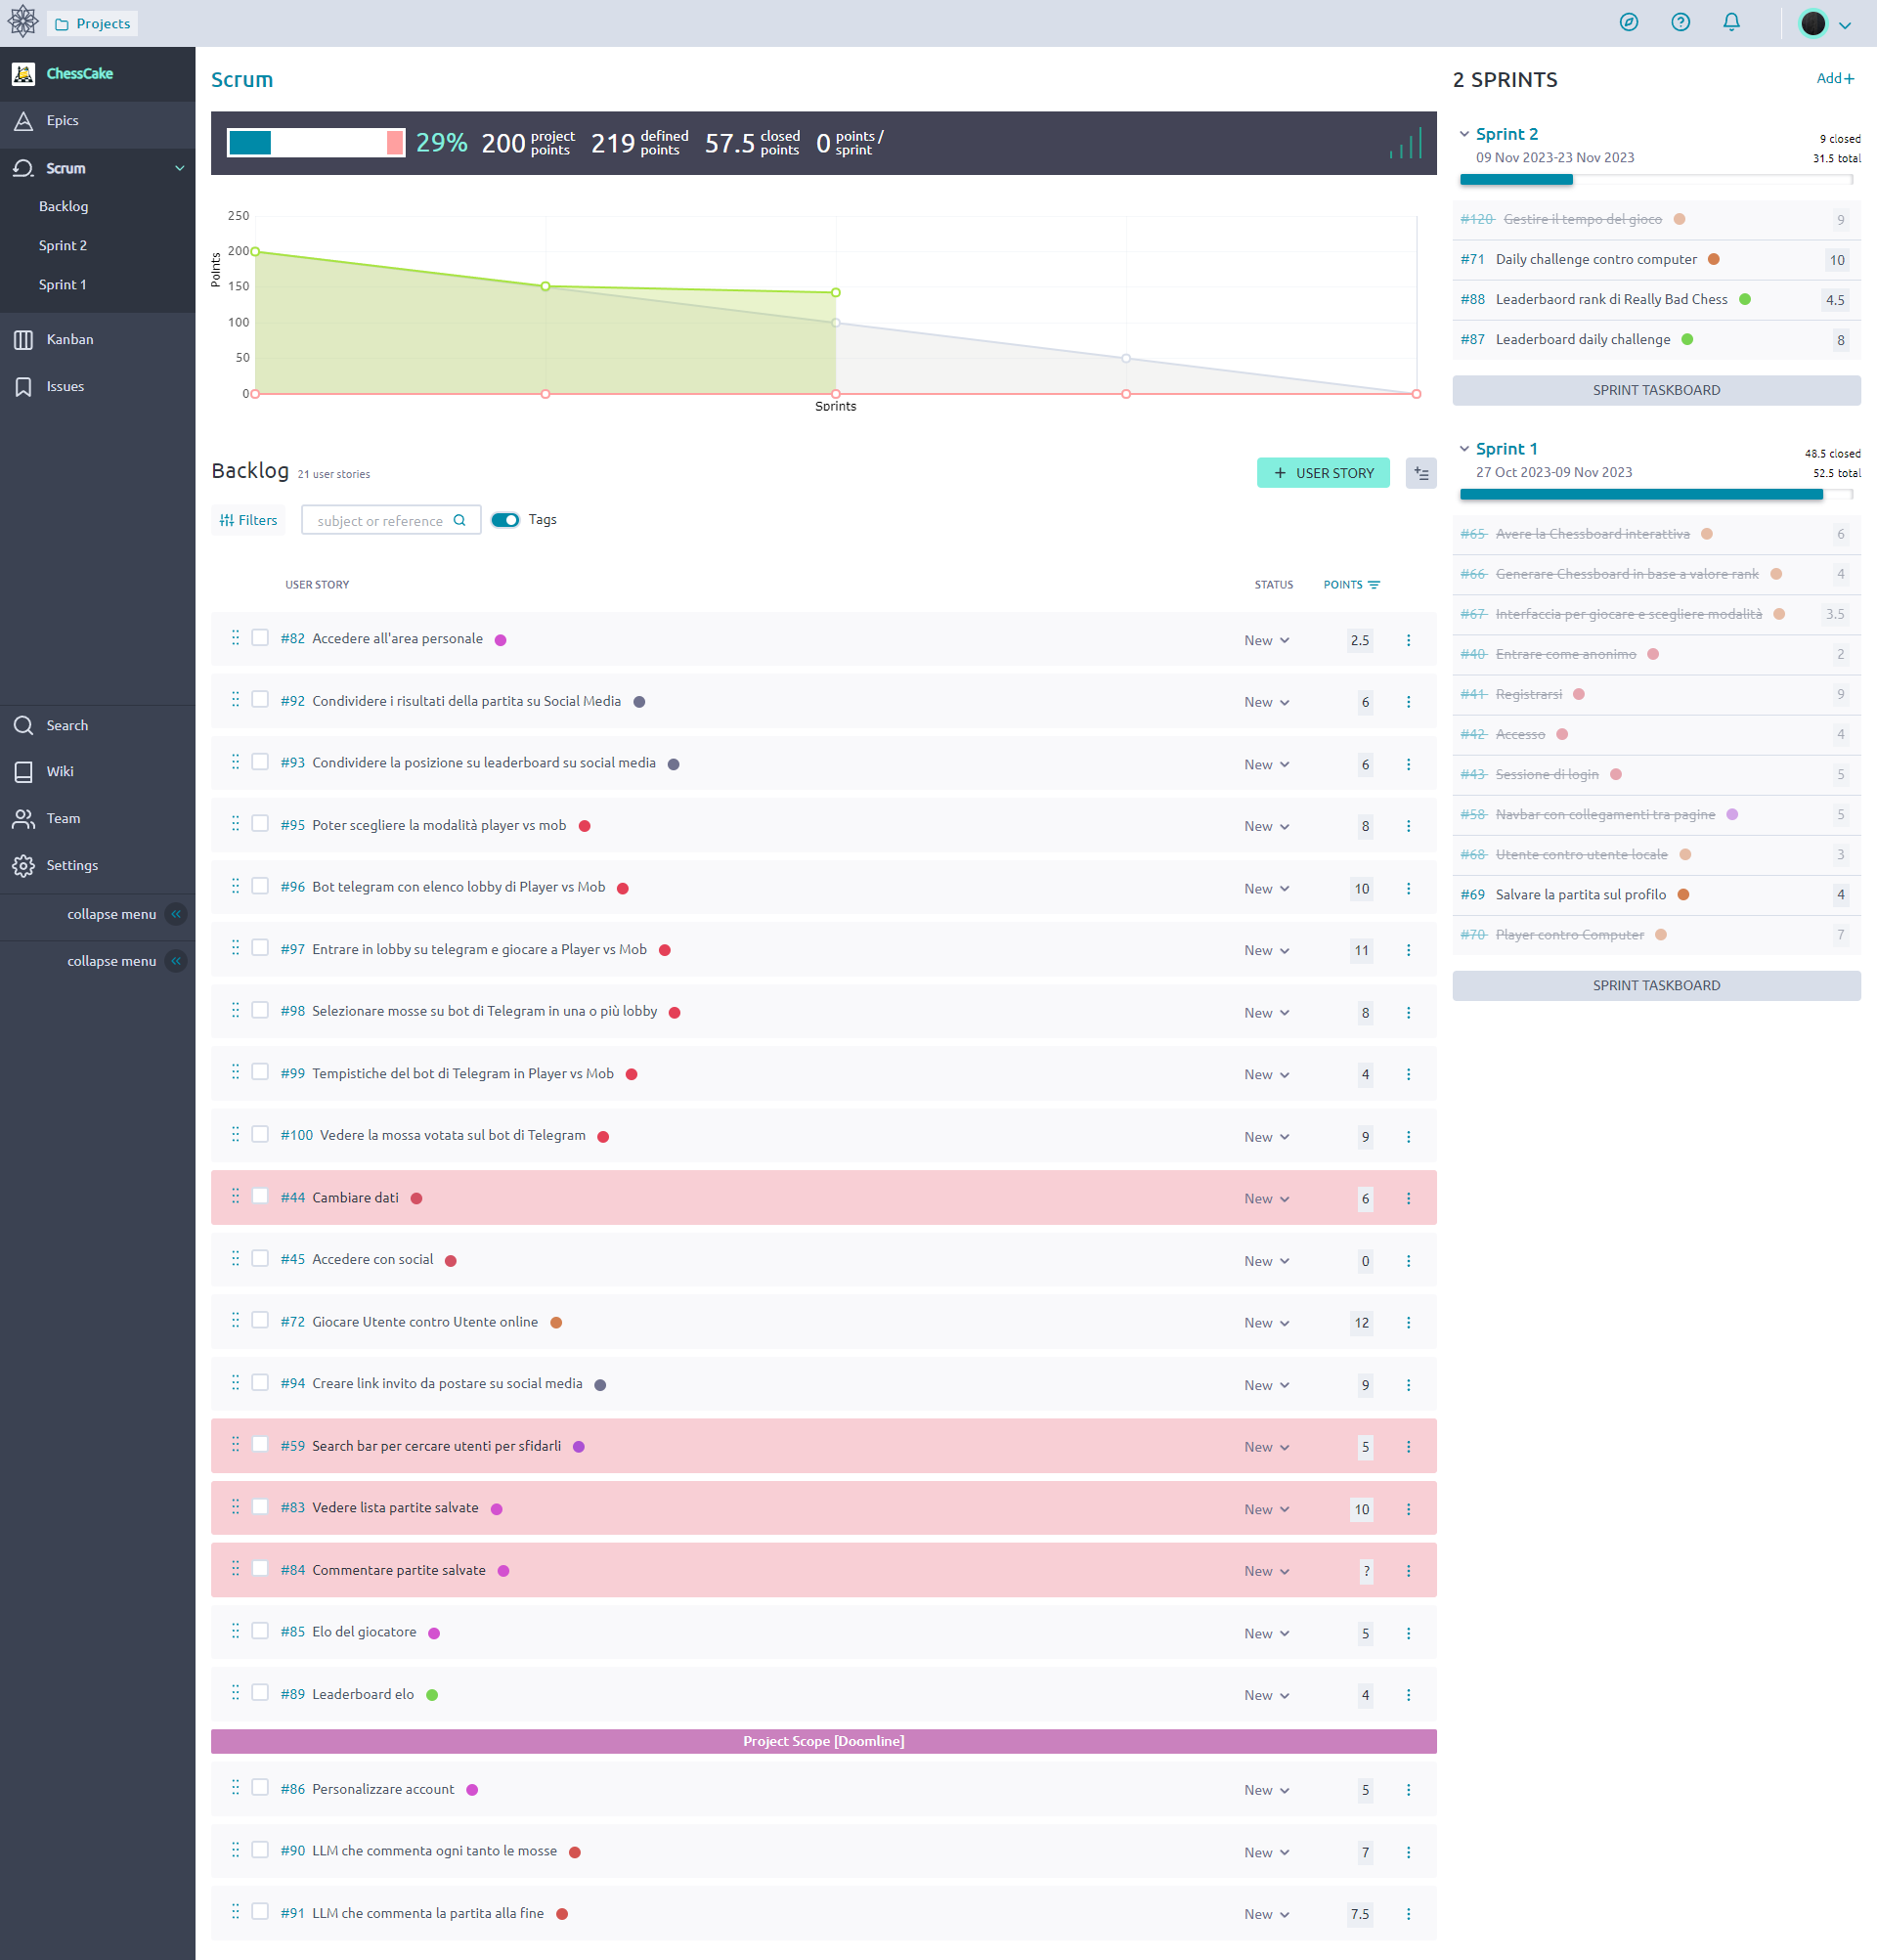 Projects
ChessCake
Epics
Scrum
Backlog
Sprint 2
Sprint 1
Kanban
Issues
Search
Wiki
Team
Settings
collapse menu
collapse menu
Scrum
29% 200 project points 219 defined points 57.5 closed points 0 points / sprint
250
200
150
100
50
0
Points
Sprints
Backlog 21 user stories
+ USER STORY
Filters
subject or reference
Tags
USER STORY STATUS POINTS
#82 Accedere all'area personale New 2.5
#92 Condividere i risultati della partita su Social Media New 6
#93 Condividere la posizione su leaderboard su social media New 6
#95 Poter scegliere la modalità player vs mob New 8
#96 Bot telegram con elenco lobby di Player vs Mob New 10
#97 Entrare in lobby su telegram e giocare a Player vs Mob New 11
#98 Selezionare mosse su bot di Telegram in una o più lobby New 8
#99 Tempistiche del bot di Telegram in Player vs Mob New 4
#100 Vedere la mossa votata sul bot di Telegram New 9
#44 Cambiare dati New 6
#45 Accedere con social New 0
#72 Giocare Utente contro Utente online New 12
#94 Creare link invito da postare su social media New 9
#59 Search bar per cercare utenti per sfidarli New 5
#83 Vedere lista partite salvate New 10
#84 Commentare partite salvate New ?
#85 Elo del giocatore New 5
#89 Leaderboard elo New 4
Project Scope [Doomline]
#86 Personalizzare account New 5
#90 LLM che commenta ogni tanto le mosse New 7
#91 LLM che commenta la partita alla fine New 7.5
2 SPRINTS
Add+
Sprint 2
9 closed
09 Nov 2023-23 Nov 2023
31.5 total
#120 Gestire il tempo del gioco 9
#71 Daily challenge contro computer 10
#88 Leaderbaord rank di Really Bad Chess 4.5
#87 Leaderboard daily challenge 8
SPRINT TASKBOARD
Sprint 1
48.5 closed
27 Oct 2023-09 Nov 2023
52.5 total
#65 Avere la Chessboard interattiva 6
#66 Generare Chessboard in base a valore rank 4
#67 Interfaccia per giocare e scegliere modalità 3.5
#40 Entrare come anonimo 2
#41 Registrarsi 9
#42 Accesso 4
#43 Sessione di login 5
#58 Navbar con collegamenti tra pagine 5
#68 Utente contro utente locale 3
#69 Salvare la partita sul profilo 4
#70 Player contro Computer 7
SPRINT TASKBOARD